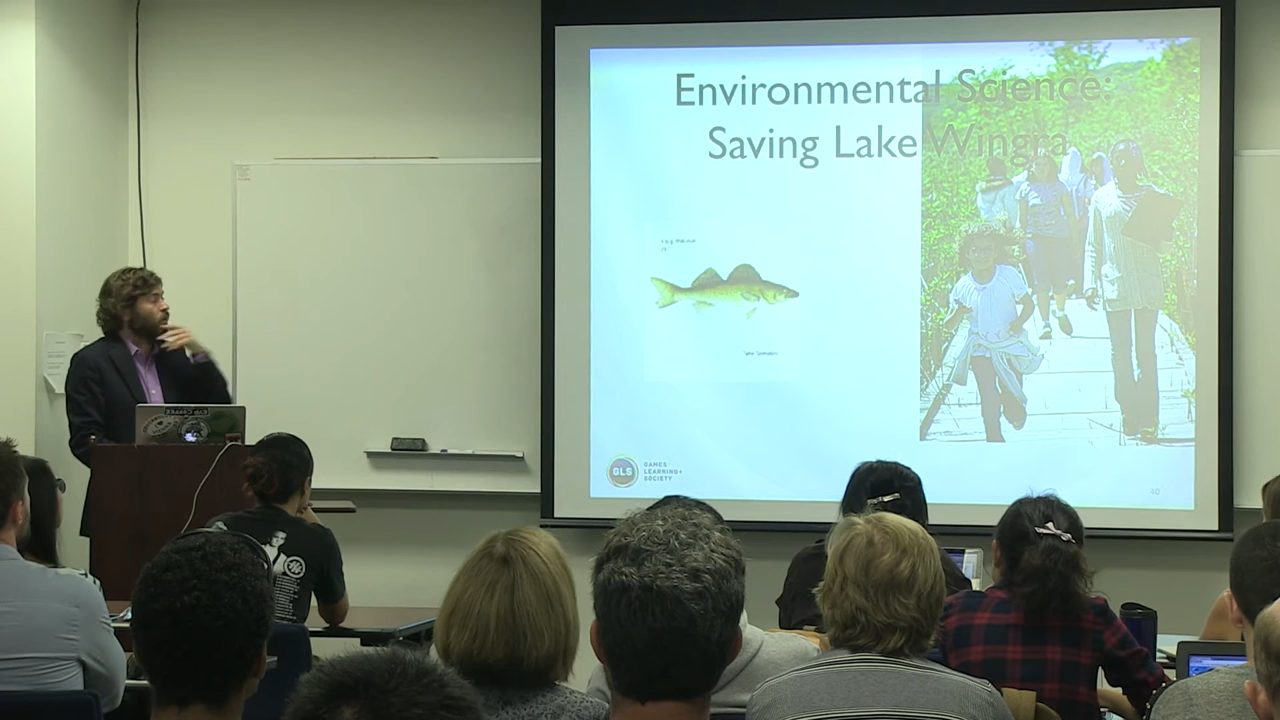 Environmental Science:
Saving Lake Wingra
GLS
GAMES
LEARNING+
SOCIETY
40